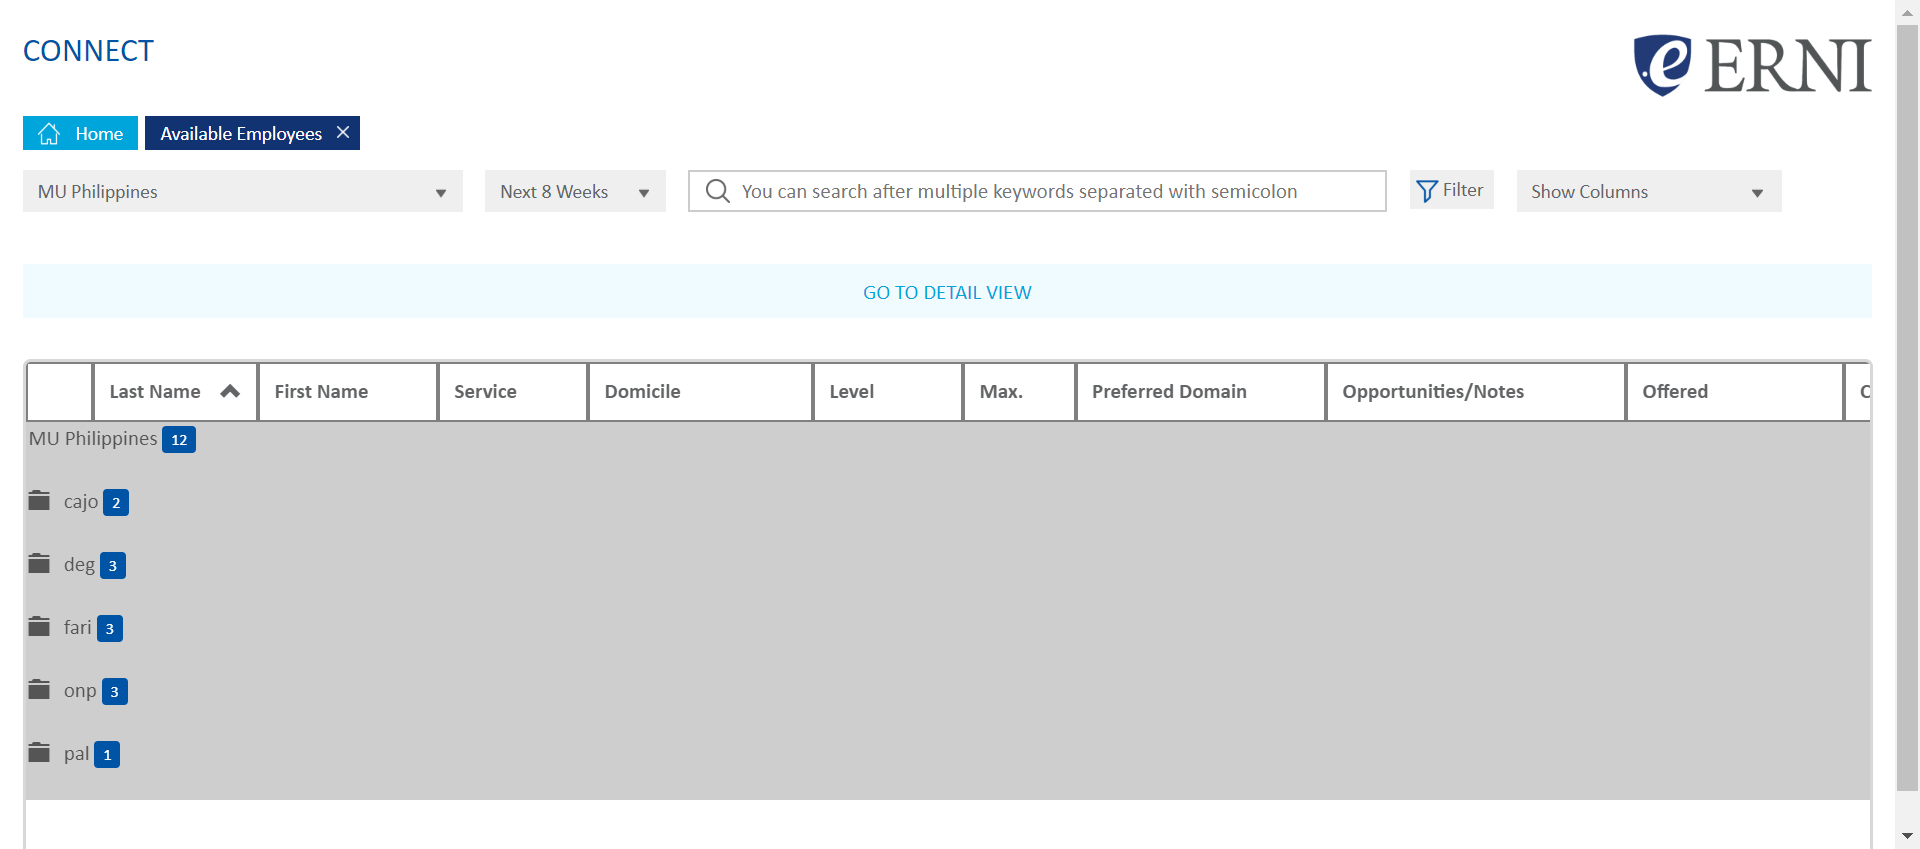 CONNECT
e ERNI
Home
Available Employees
MU Philippines
Next 8 Weeks
You can search after multiple keywords separated with semicolon
Filter
Show Columns
GO TO DETAIL VIEW
Last Name First Name Service Domicile Level Max. Preferred Domain Opportunities/Notes Offered
MU Philippines 12
cajo 2
deg 3
fari 3
onp 3
pal 1